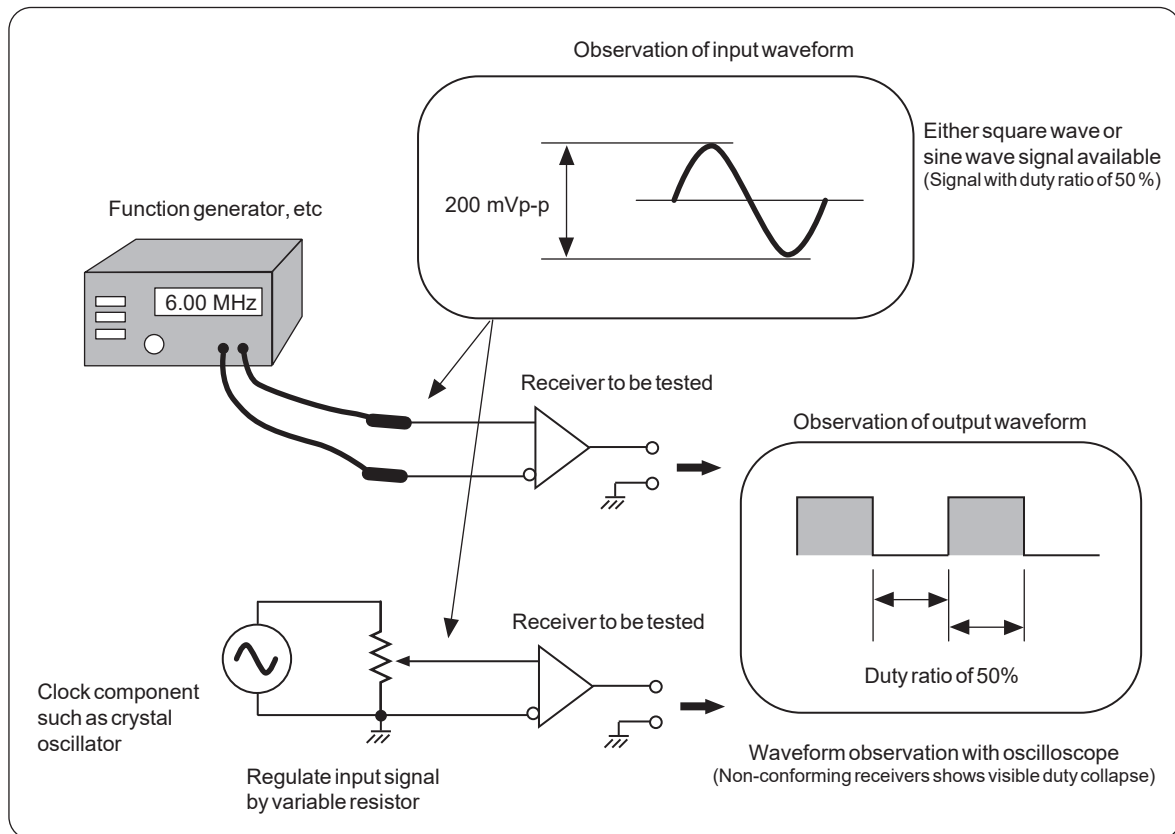 Observation of input waveform
Either square wave or
sine wave signal available
(Signal with duty ratio of 50 %)
200 mVp-p
Function generator, etc
6.00 MHz
Receiver to be tested
Observation of output waveform
Duty ratio of 50%
Receiver to be tested
Clock component
such as crystal
oscillator
Regulate input signal
by variable resistor
Waveform observation with oscilloscope
(Non-conforming receivers shows visible duty collapse)